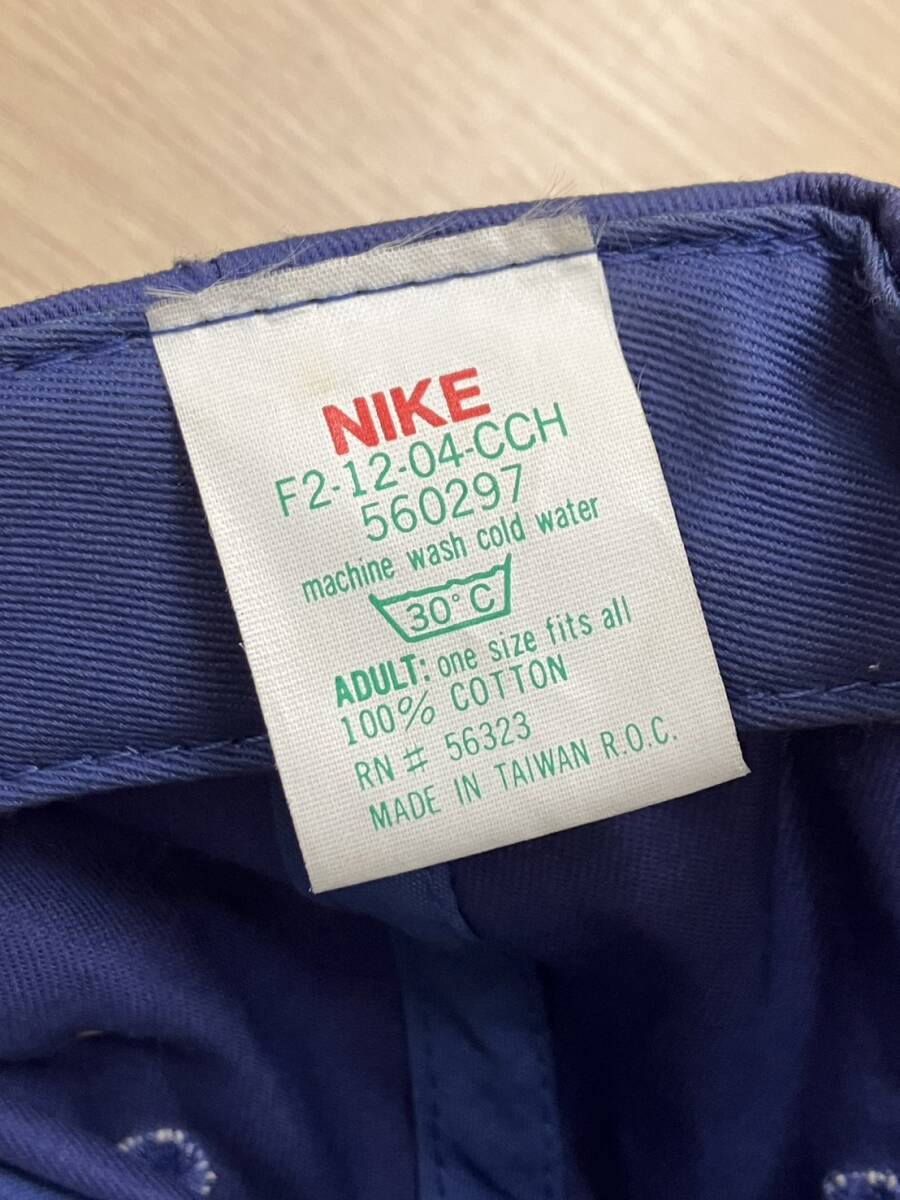 NIKE
F2-12-04-CCH
560297
machine wash cold water
30°C
ADULT: one size fits all
100% COTTON
RN # 56323
MADE IN TAIWAN R.O.C.